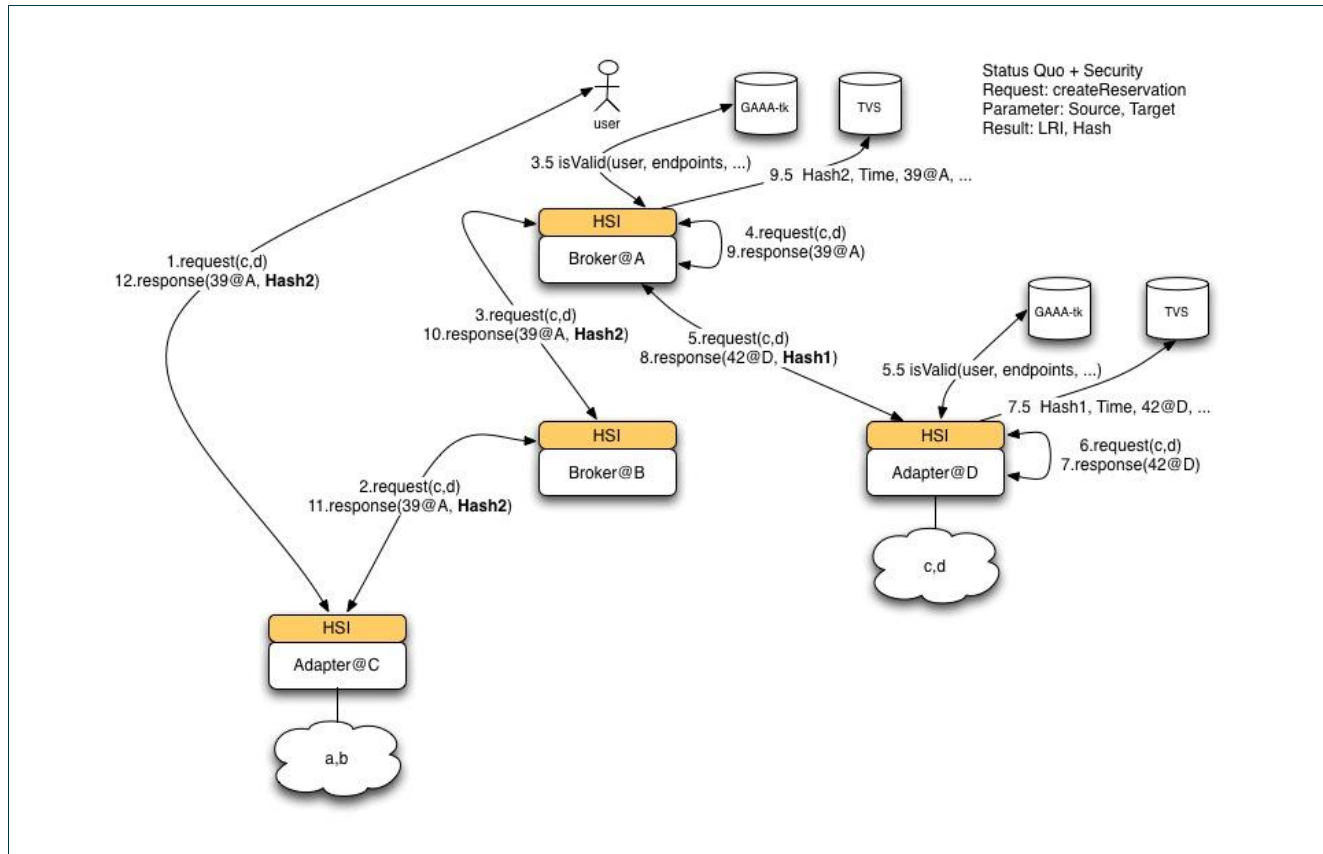 Status Quo + Security
Request: createReservation
Parameter: Source, Target
Result: LRI, Hash
user
GAAA-tk
TVS
3.5 isValid(user, endpoints, ...)
9.5 Hash2, Time, 39@A, ...
HSI
Broker@A
4.request(c,d)
9.response(39@A)
1.request(c,d)
12.response(39@A, Hash2)
3.request(c,d)
10.response(39@A, Hash2)
5.request(c,d)
8.response(42@D, Hash1)
GAAA-tk
TVS
5.5 isValid(user, endpoints, ...)
7.5 Hash1, Time, 42@D, ...
HSI
Broker@B
HSI
Adapter@D
6.request(c,d)
7.response(42@D)
2.request(c,d)
11.response(39@A, Hash2)
c,d
HSI
Adapter@C
a,b